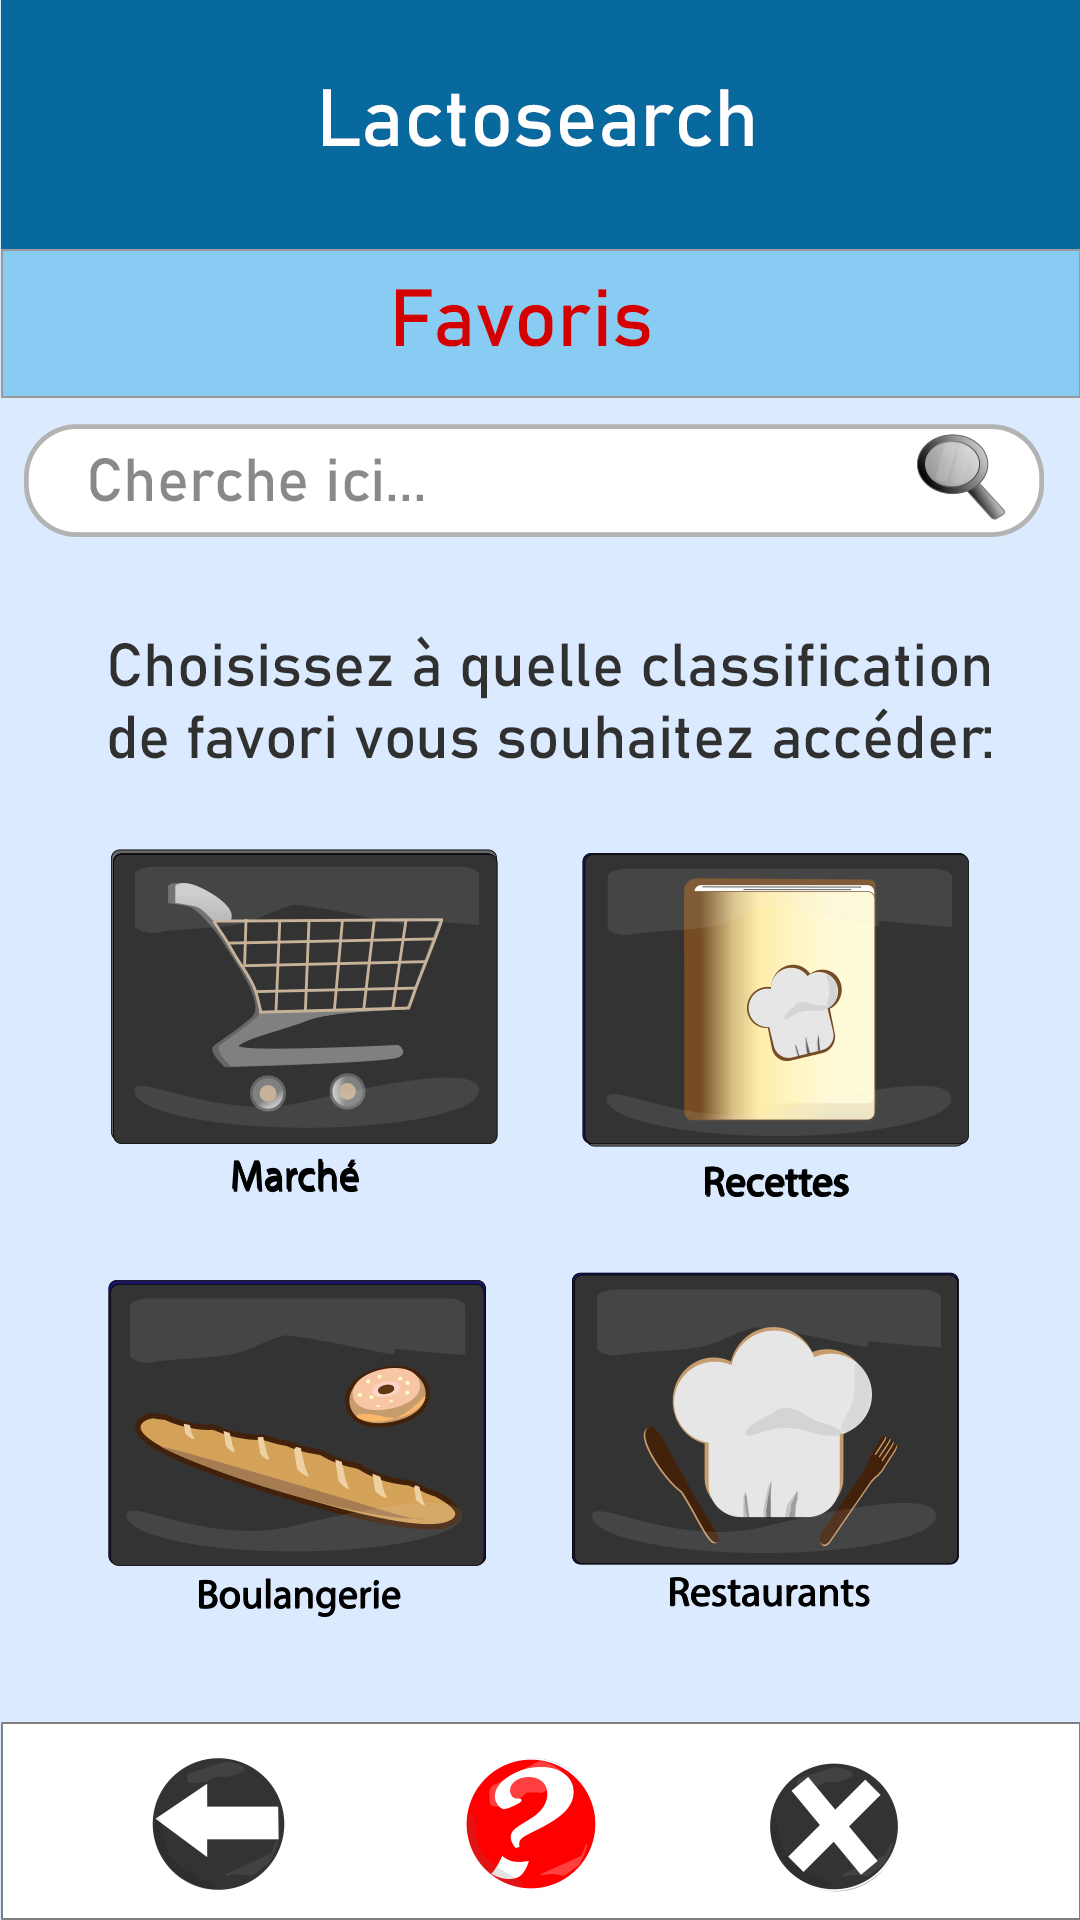 Lactosearch
Favoris
Cherche ici...
Choisissez à quelle classification
de favori vous souhaitez accéder:
Marché
Recettes
Boulangerie
Restaurants
?